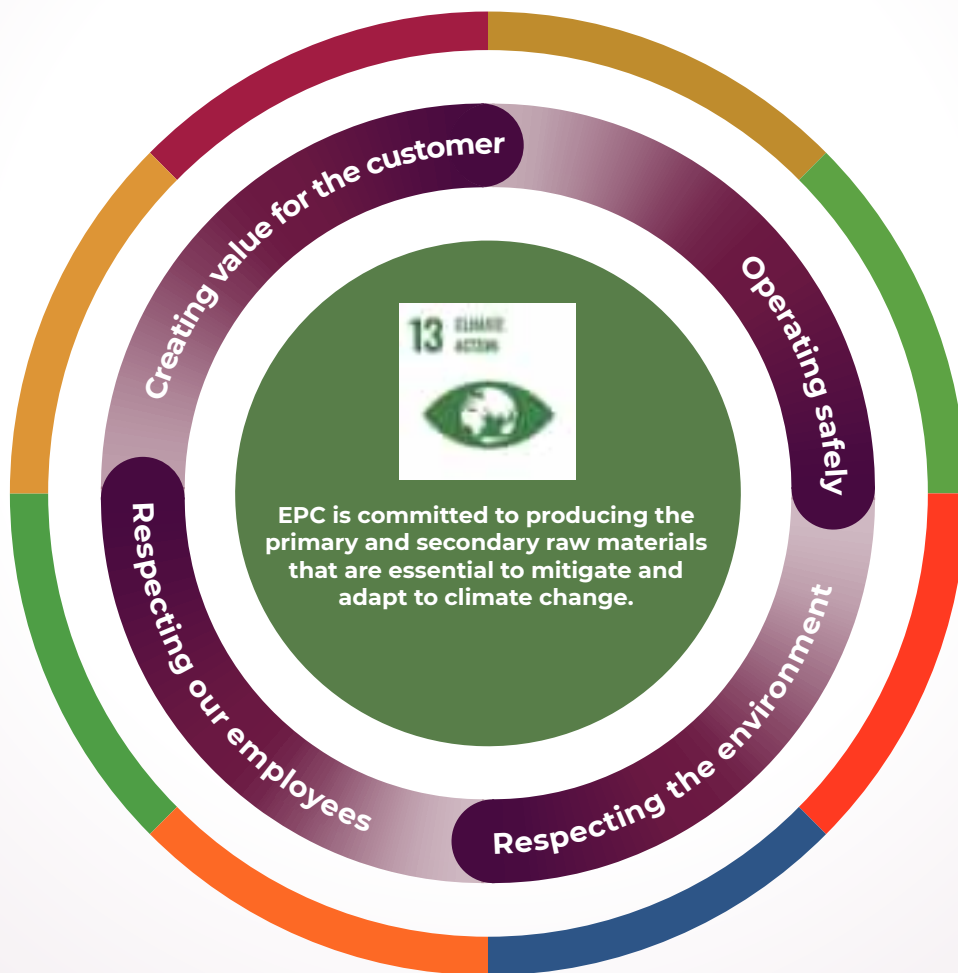 Creating value for the customer
Operating safely
Respecting the environment
Respecting our employees
13 CLIMATE
ACTION
EPC is committed to producing the
primary and secondary raw materials
that are essential to mitigate and
adapt to climate change.